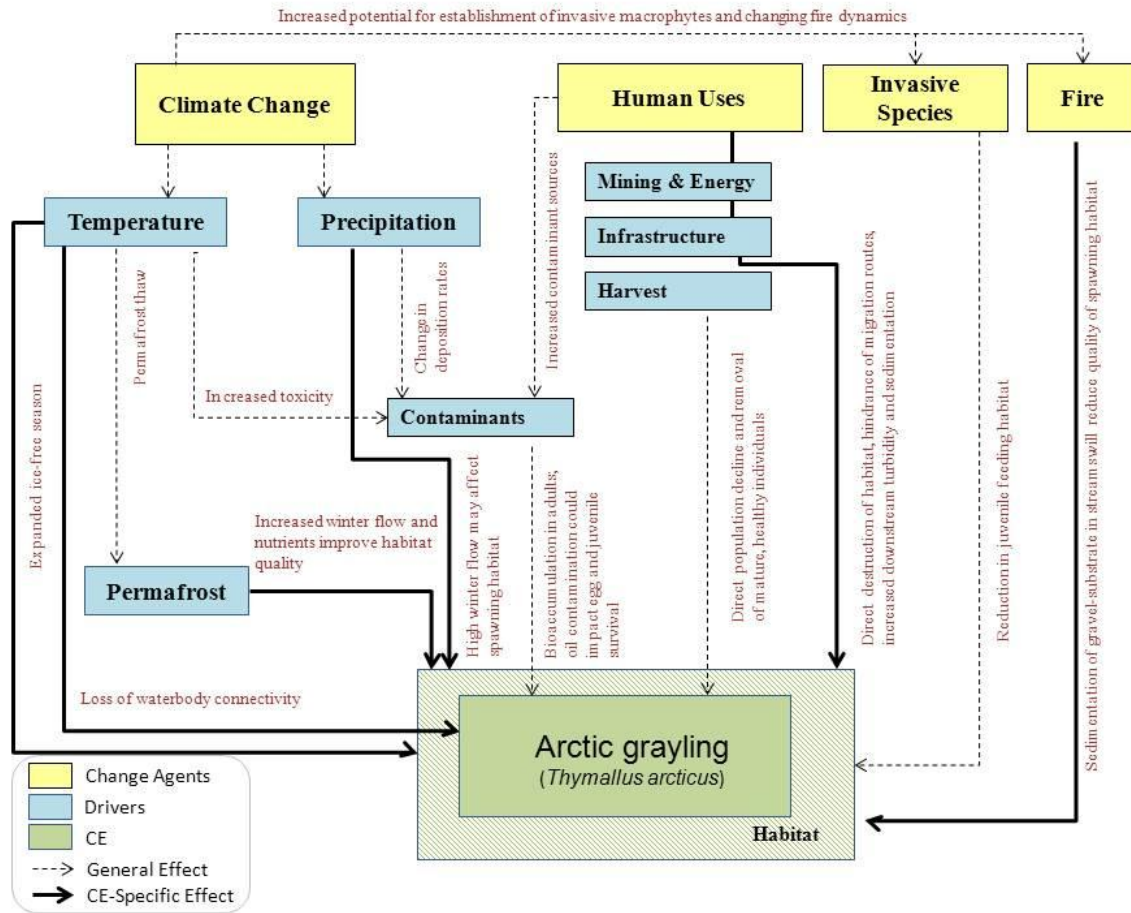 Increased potential for establishment of invasive macrophytes and changing fire dynamics
Climate Change
Human Uses
Invasive
Species
Fire
Mining & Energy
Temperature
Precipitation
Infrastructure
Harvest
Permafrost thaw
Change in
deposition rates
Increased contaminant sources
Increased toxicity
Contaminants
Expanded ice-free season
Increased winter flow and
nutrients improve habitat
quality
Permafrost
High winter flow may affect
spawning habitat
Bioaccumulation in adults;
oil contamination could
impact egg and juvenile
survival
Direct population decline and removal
of mature, healthy individuals
Direct destruction of habitat, hindrance of migration routes,
increased downstream turbidity and sedimentation
Reduction in juvenile feeding habitat
Sedimentation of gravel-substrate in streams will reduce quality of spawning habitat
Loss of waterbody connectivity
Arctic grayling
(Thymallus arcticus)
Habitat
Change Agents
Drivers
CE
General Effect
CE-Specific Effect